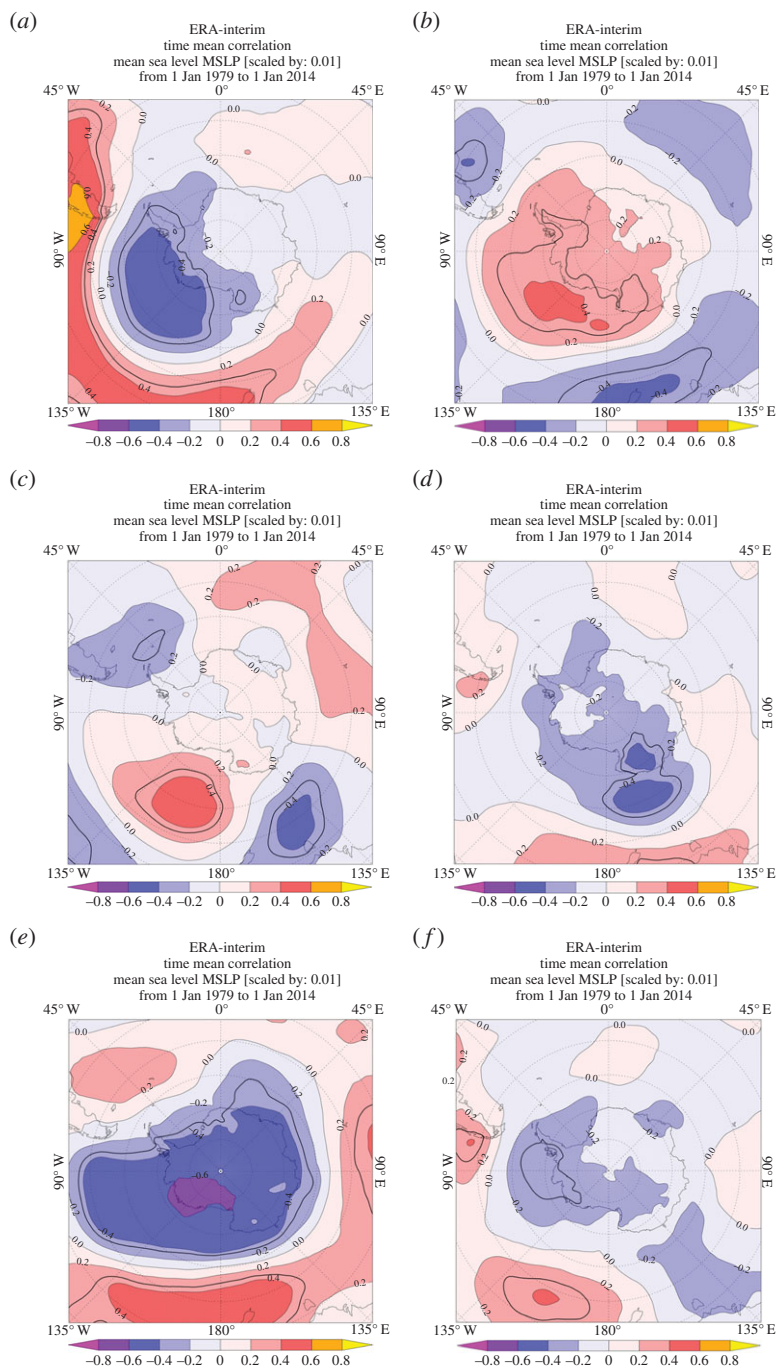 (a)
ERA-interim
time mean correlation
mean sea level MSLP [scaled by: 0.01]
from 1 Jan 1979 to 1 Jan 2014
45° W 0° 45° E
90° W
90° E
135° W 180° 135° E
−0.8 −0.6 −0.4 −0.2 0 0.2 0.4 0.6 0.8
(b)
ERA-interim
time mean correlation
mean sea level MSLP [scaled by: 0.01]
from 1 Jan 1979 to 1 Jan 2014
45° W 0° 45° E
90° W
90° E
135° W 180° 135° E
−0.8 −0.6 −0.4 −0.2 0 0.2 0.4 0.6 0.8
(c)
ERA-interim
time mean correlation
mean sea level MSLP [scaled by: 0.01]
from 1 Jan 1979 to 1 Jan 2014
45° W 0° 45° E
90° W
90° E
135° W 180° 135° E
−0.8 −0.6 −0.4 −0.2 0 0.2 0.4 0.6 0.8
(d)
ERA-interim
time mean correlation
mean sea level MSLP [scaled by: 0.01]
from 1 Jan 1979 to 1 Jan 2014
45° W 0° 45° E
90° W
90° E
135° W 180° 135° E
−0.8 −0.6 −0.4 −0.2 0 0.2 0.4 0.6 0.8
(e)
ERA-interim
time mean correlation
mean sea level MSLP [scaled by: 0.01]
from 1 Jan 1979 to 1 Jan 2014
45° W 0° 45° E
90° W
90° E
135° W 180° 135° E
−0.8 −0.6 −0.4 −0.2 0 0.2 0.4 0.6 0.8
(f)
ERA-interim
time mean correlation
mean sea level MSLP [scaled by: 0.01]
from 1 Jan 1979 to 1 Jan 2014
45° W 0° 45° E
90° W
90° E
135° W 180° 135° E
−0.8 −0.6 −0.4 −0.2 0 0.2 0.4 0.6 0.8